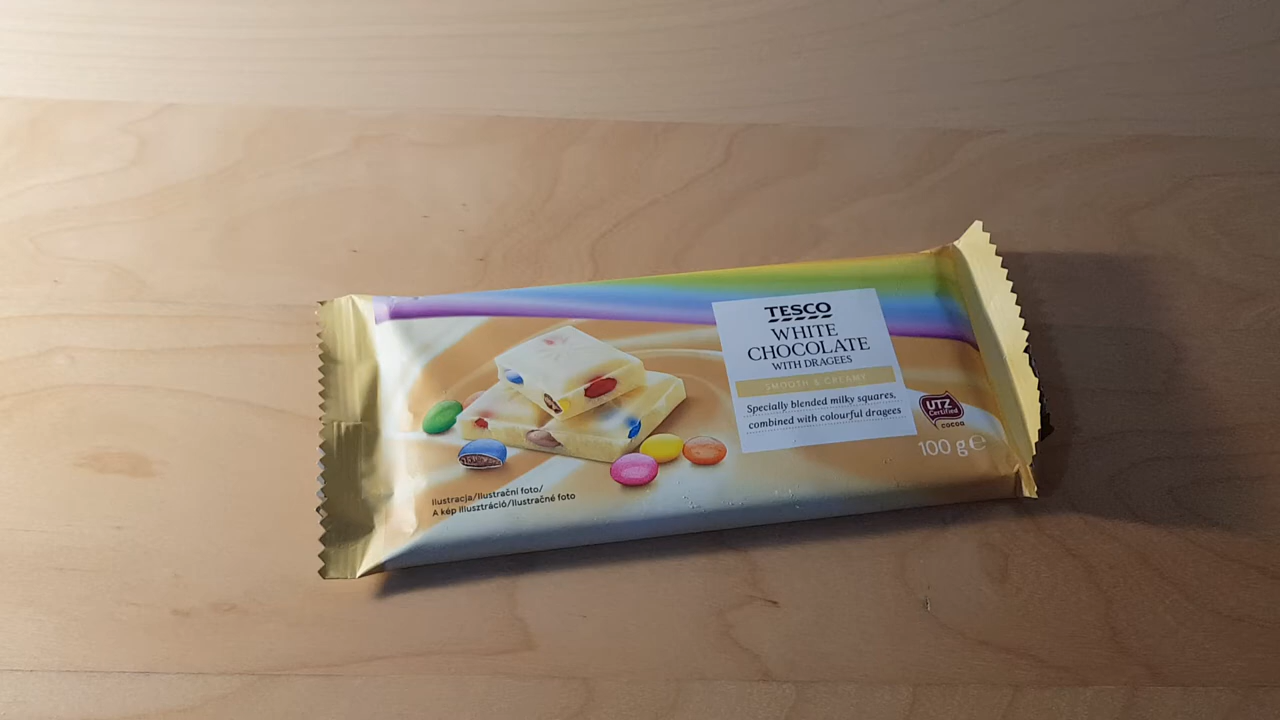 TESCO
WHITE
CHOCOLATE
WITH DRAGEES
SMOOTH & CREAMY
Specially blended milky squares,
combined with colourful dragees
UTZ
Certified
cocoa
100 g ℮
Ilustracja/Ilustrační foto/
A kép illusztráció/Ilustračné foto